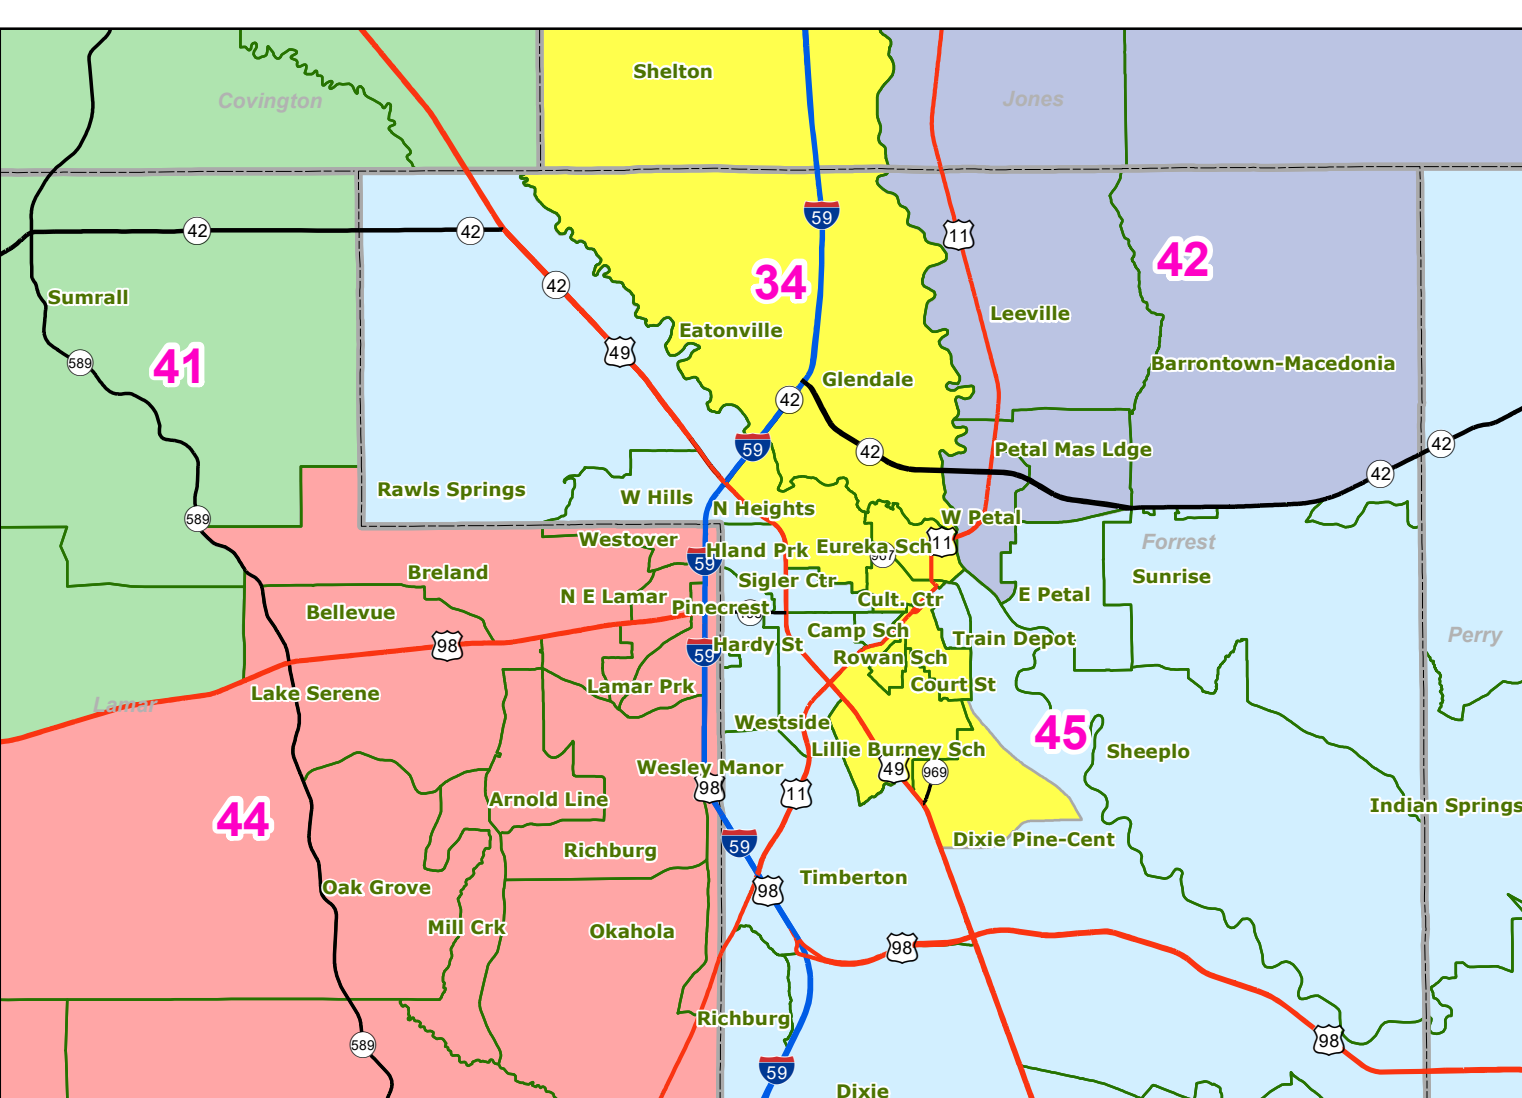 Shelton
Covington
Jones
59
42
42
11
42
34
42
Sumrall
Leeville
Eatonville
49
589
41
Barrontown-Macedonia
Glendale
42
59
42
Petal Mas Ldge
42
42
Rawls Springs
W Hills
N Heights
W Petal
589
Westover
Hland Prk
Eureka Sch
11
Forrest
59
Breland
Sigler Ctr
Sunrise
N E Lamar
Pinecrest
Cult. Ctr
E Petal
Bellevue
Camp Sch
Train Depot
Perry
98
59
Hardy St
Rowan Sch
Lake Serene
Lamar Prk
Court St
Lamar
Westside
45
Lillie Burney Sch
Sheeplo
Wesley Manor
49
969
98
11
Arnold Line
Indian Springs
44
59
Dixie Pine-Cent
Richburg
Timberton
Oak Grove
98
Mill Crk
Okahola
98
Richburg
98
589
59
Dixie